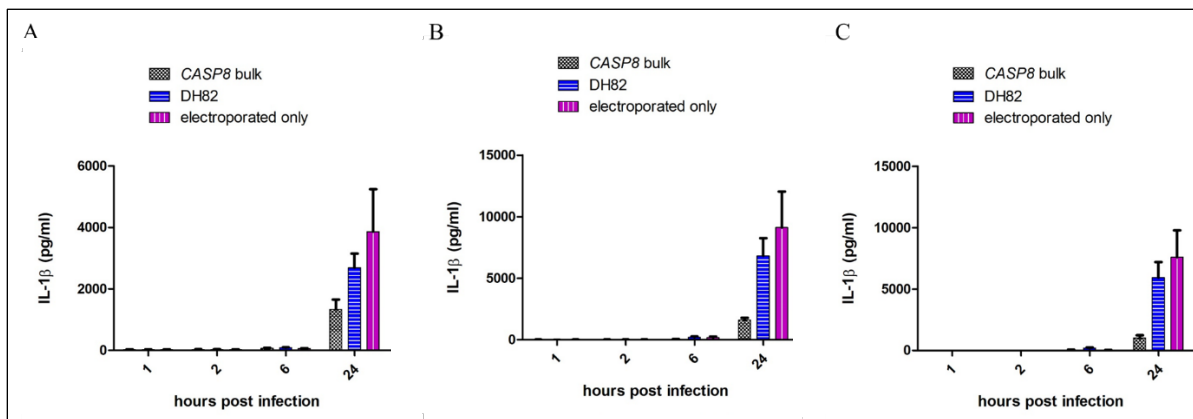 A
CASP8 bulk
DH82
electroporated only
6000
4000
2000
0
IL-1β (pg/ml)
1
2
6
24
hours post infection
B
CASP8 bulk
DH82
electroporated only
15000
10000
5000
0
IL-1β (pg/ml)
1
2
6
24
hours post infection
C
CASP8 bulk
DH82
electroporated only
15000
10000
5000
0
IL-1β (pg/ml)
1
2
6
24
hours post infection